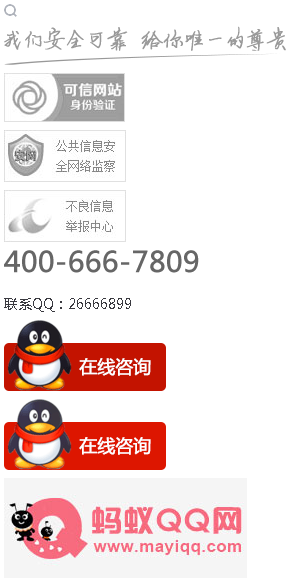 我们安全可靠 给你唯一的尊贵
可信网站
身份验证
公共信息安
全网络监察
不良信息
举报中心
400-666-7809
联系QQ：26666899
在线咨询
在线咨询
蚂蚁QQ网
www.mayiqq.com